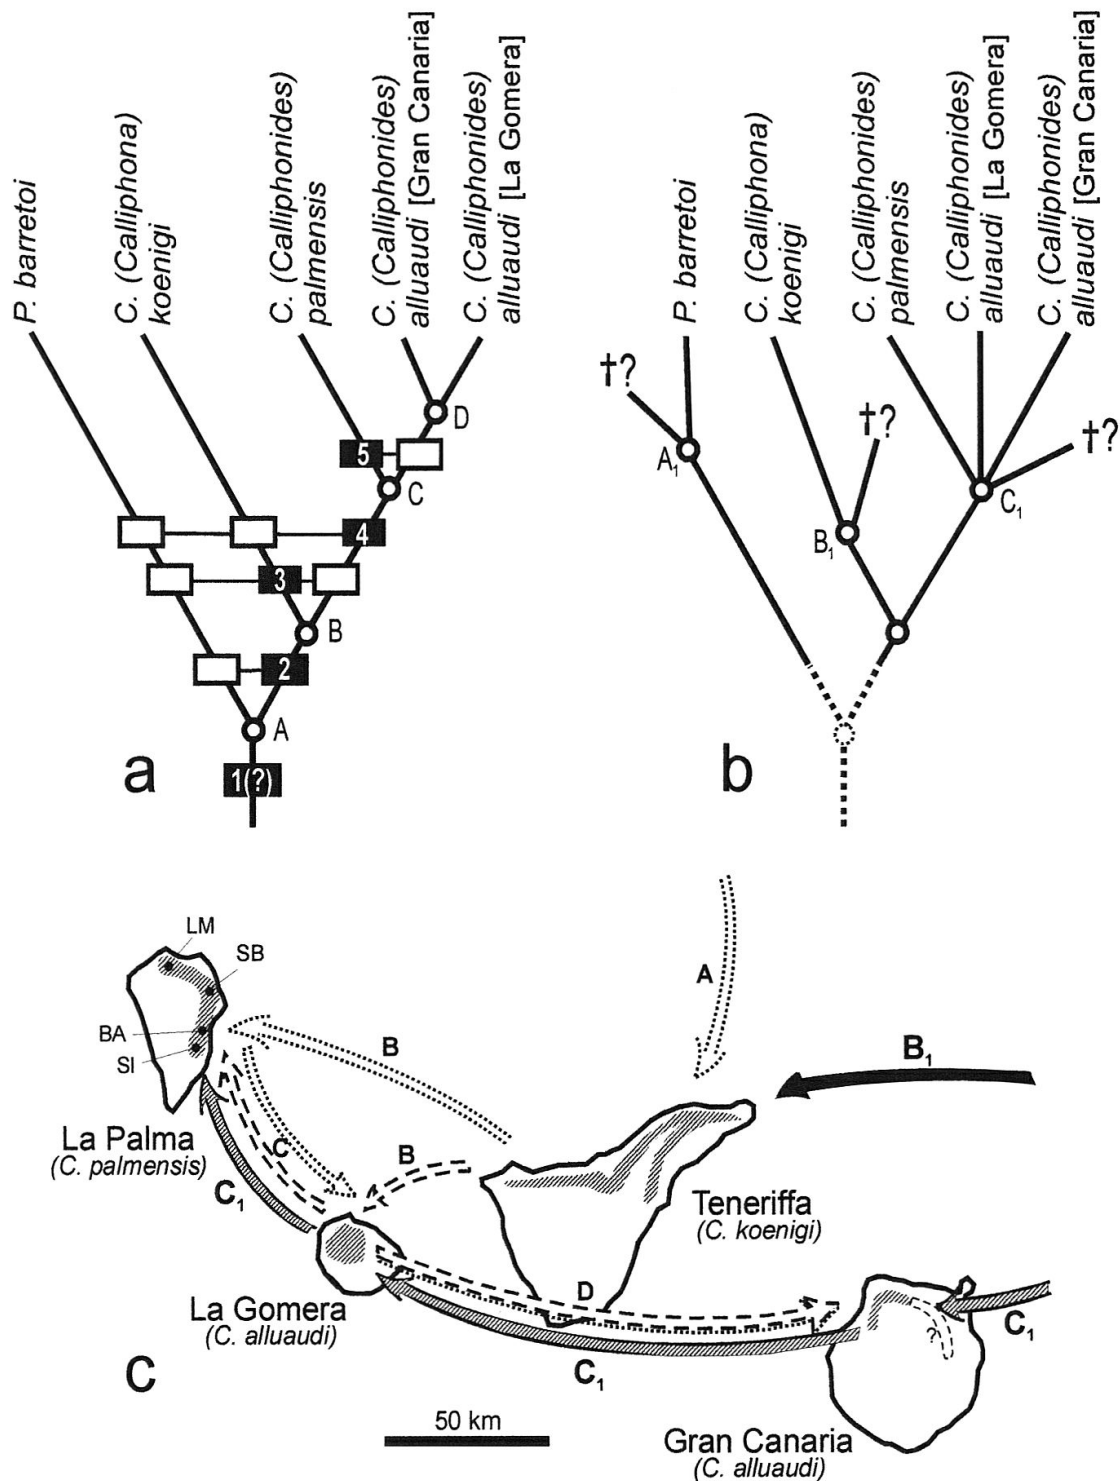 P. barretoi
C. (Calliphona)
koenigi
C. (Calliphonides)
palmensis
C. (Calliphonides)
alluaudi [Gran Canaria]
C. (Calliphonides)
alluaudi [La Gomera]
D
5
C
4
3
B
2
A
1(?)
a
P. barretoi
C. (Calliphona)
koenigi
C. (Calliphonides)
palmensis
C. (Calliphonides)
alluaudi [La Gomera]
C. (Calliphonides)
alluaudi [Gran Canaria]
†?
†?
†?
A₁
B₁
C₁
b
LM
SB
BA
SI
A
B
B₁
La Palma
(C. palmensis)
C
B
C₁
Teneriffa
(C. koenigi)
La Gomera
(C. alluaudi)
D
C₁
?
C₁
c
50 km
Gran Canaria
(C. alluaudi)